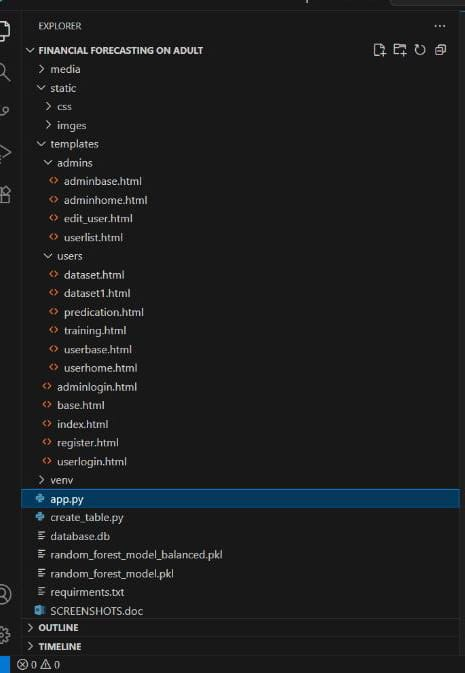 EXPLORER
FINANCIAL FORECASTING ON ADULT
media
static
css
imges
templates
admins
adminbase.html
adminhome.html
edit_user.html
userlist.html
users
dataset.html
dataset1.html
predication.html
training.html
userbase.html
userhome.html
adminlogin.html
base.html
index.html
register.html
userlogin.html
venv
app.py
create_table.py
database.db
random_forest_model_balanced.pkl
random_forest_model.pkl
requirments.txt
SCREENSHOTS.doc
OUTLINE
TIMELINE
0 0